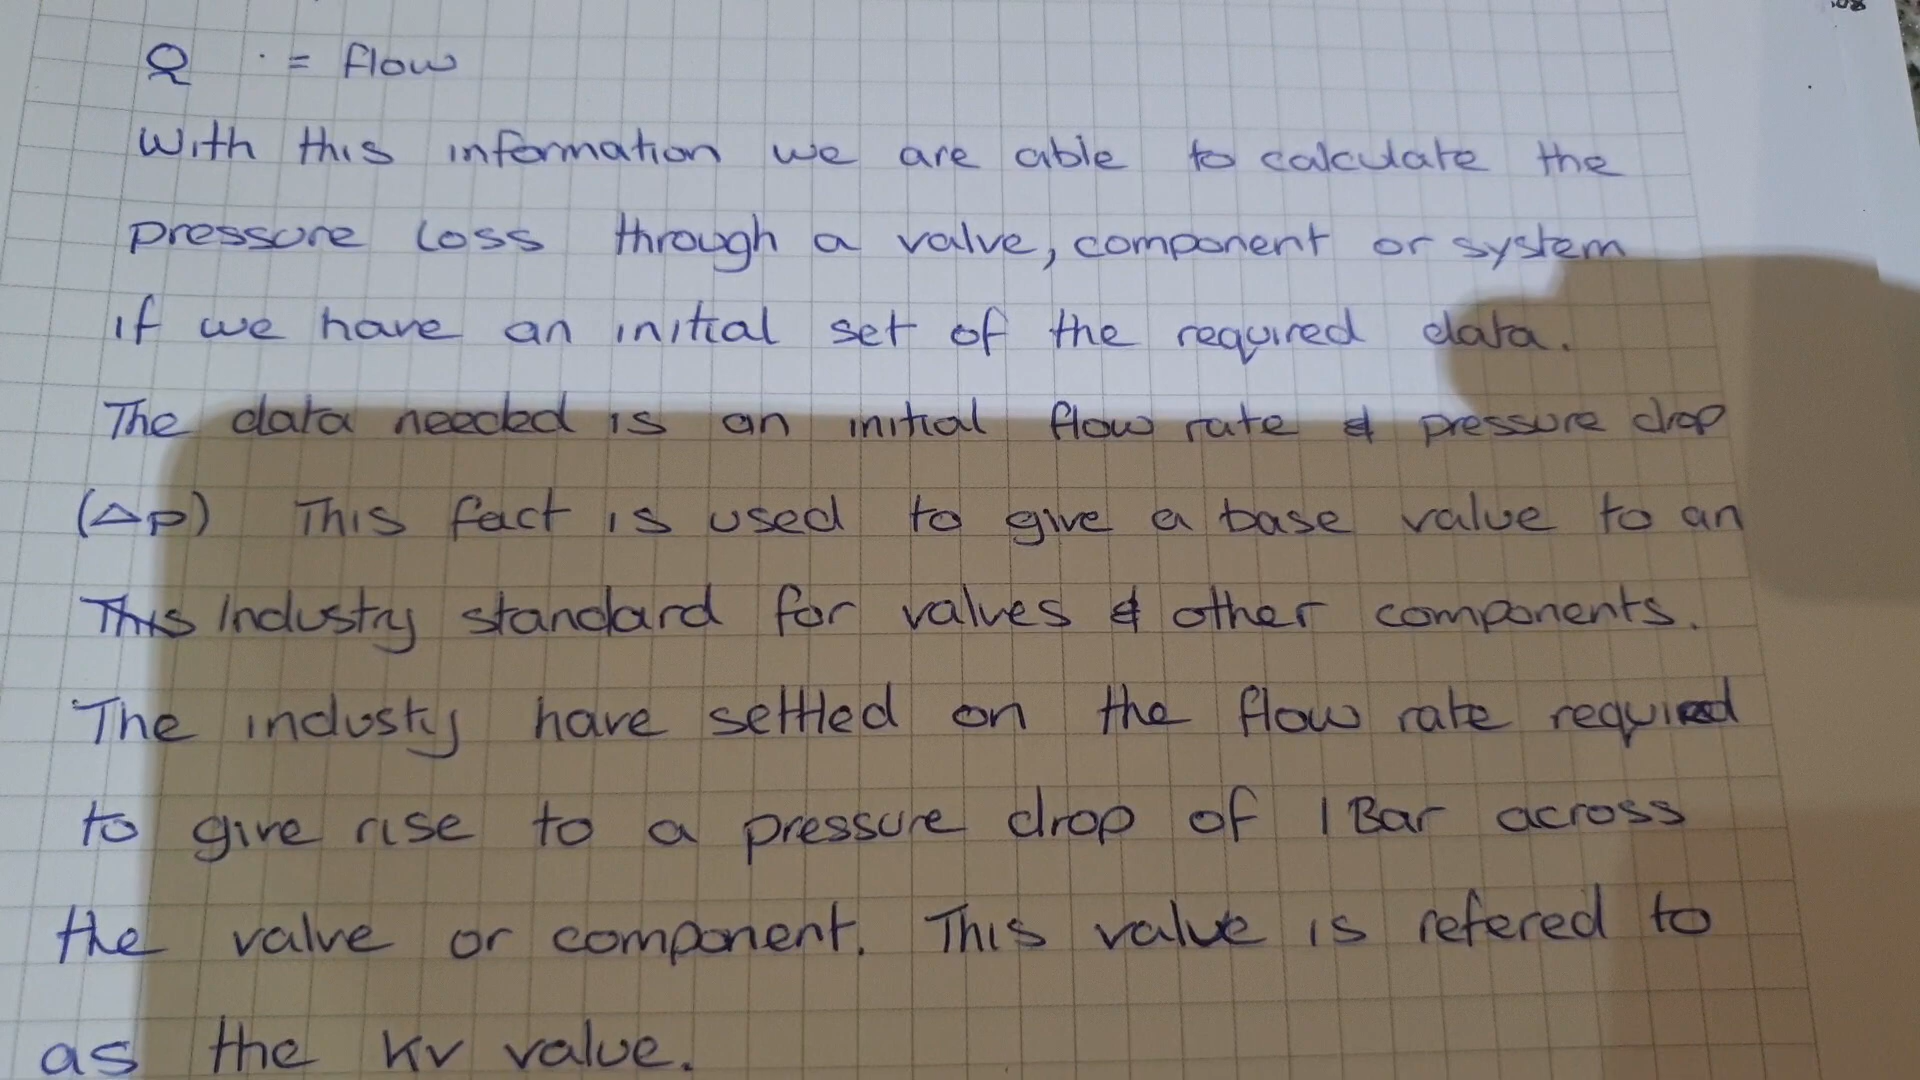 Q = flow
With this information we are able to calculate the
pressure loss through a valve, component or system
if we have an initial set of the required data.
The data needed is an initial flow rate & pressure drop
(ΔP) This fact is used to give a base value to an
This Industry standard for valves & other components.
The industy have settled on the flow rate required
to give rise to a pressure drop of 1 Bar across
the valve or component. This value is refered to
as the Kv value.